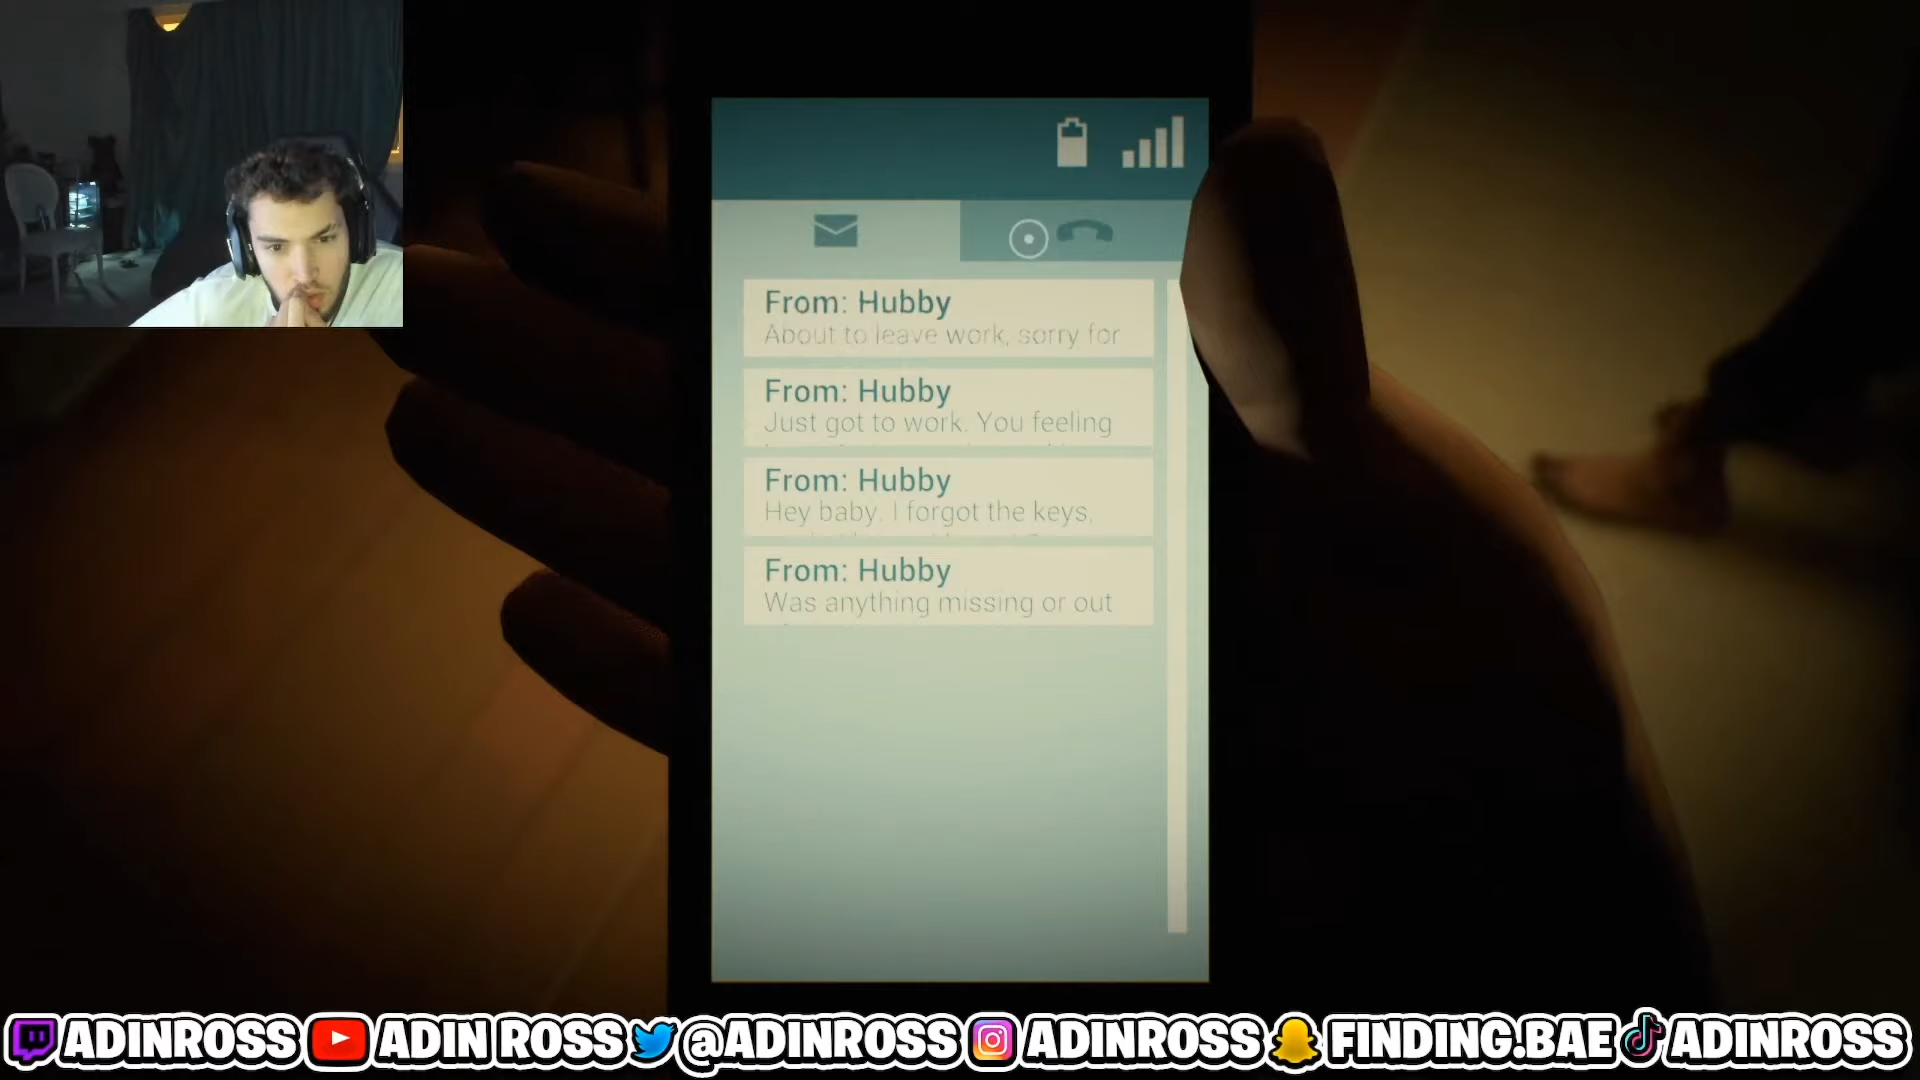 From: Hubby
About to leave work, sorry for
From: Hubby
Just got to work. You feeling
From: Hubby
Hey baby. I forgot the keys,
From: Hubby
Was anything missing or out
ADINROSS ADIN ROSS @ADINROSS ADINROSS FINDING.BAE ADINROSS